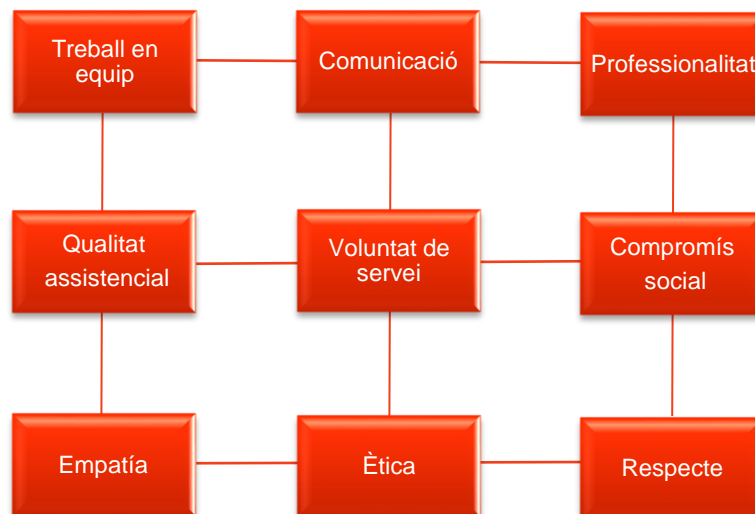 Treball en
equip
Comunicació
Professionalitat
Qualitat
assistencial
Voluntat de
servei
Compromís
social
Empatía
Ètica
Respecte